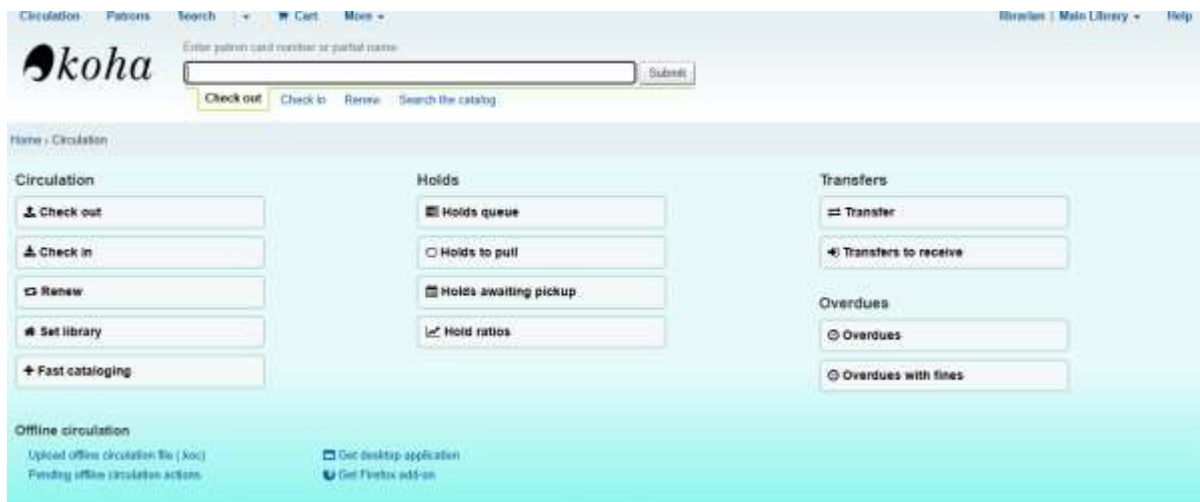 Circulation Patrons Search Cart More librarian | Main Library Help
koha
Enter patron card number or partial name:
Submit
Check out Check in Renew Search the catalog
Home › Circulation
Circulation
Check out
Check in
Renew
Set library
Fast cataloging
Holds
Holds queue
Holds to pull
Holds awaiting pickup
Hold ratios
Transfers
Transfer
Transfers to receive
Overdues
Overdues
Overdues with fines
Offline circulation
Upload offline circulation file (.koc)
Pending offline circulation actions
Get desktop application
Get Firefox add-on